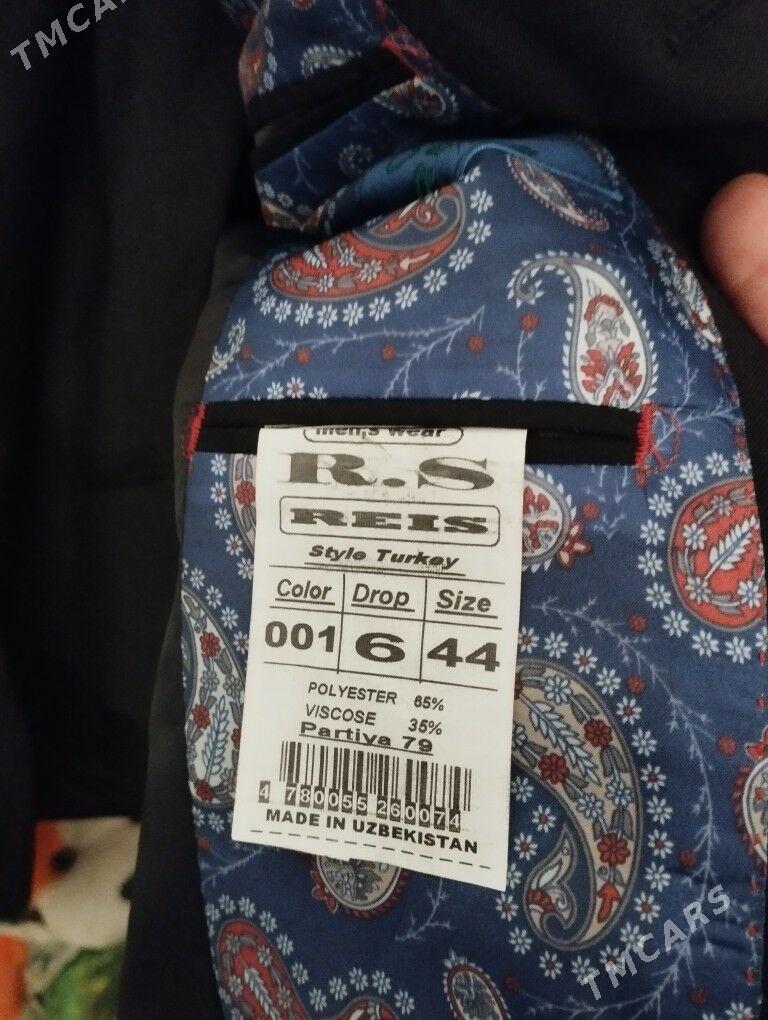 TMCARS
men,s wear
R.S
REIS
Style Turkey
Color Drop Size
001 6 44
POLYESTER 65%
VISCOSE 35%
Partiya 79
4 780055 260074
MADE IN UZBEKISTAN
TMCARS